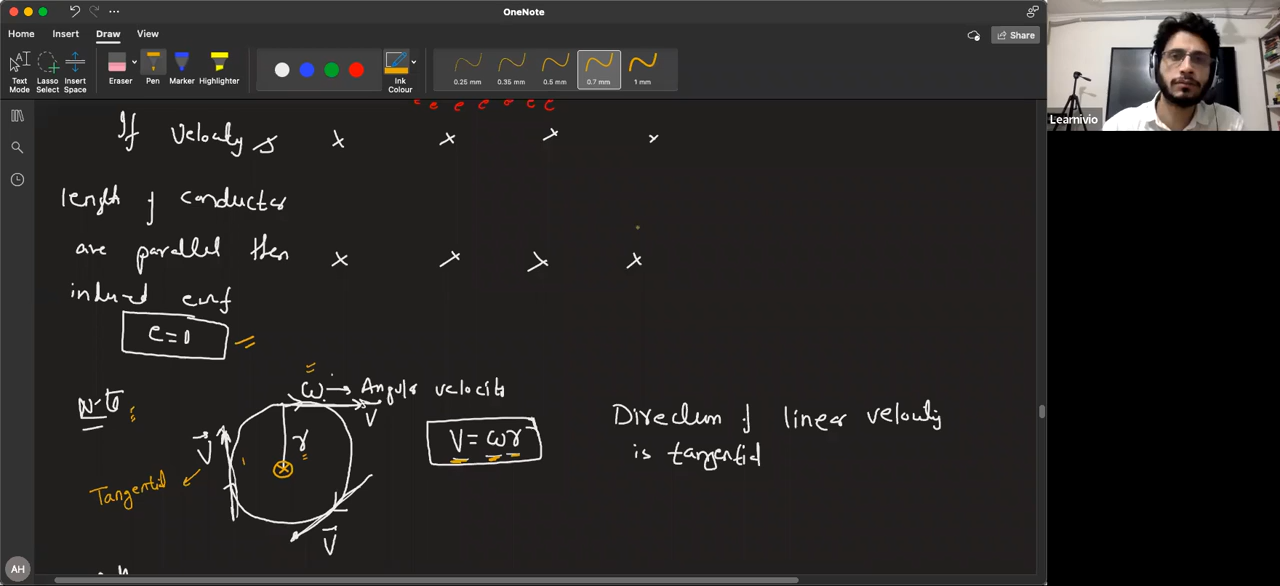 OneNote
Home Insert Draw View
Share
Text Mode
Lasso Select
Insert Space
Eraser
Pen
Marker
Highlighter
Ink Colour
0.25 mm
0.35 mm
0.5 mm
0.7 mm
1 mm
Learnivio
e e e e e e e
If velocity &
x x x x
length of conductor
are parallel then
x x x x
induced emf
e = 0
Note :
ω → Angular velocity
V
V = ωr
r
V
Tangential
V
Direction of linear velocity
is tangential
AH